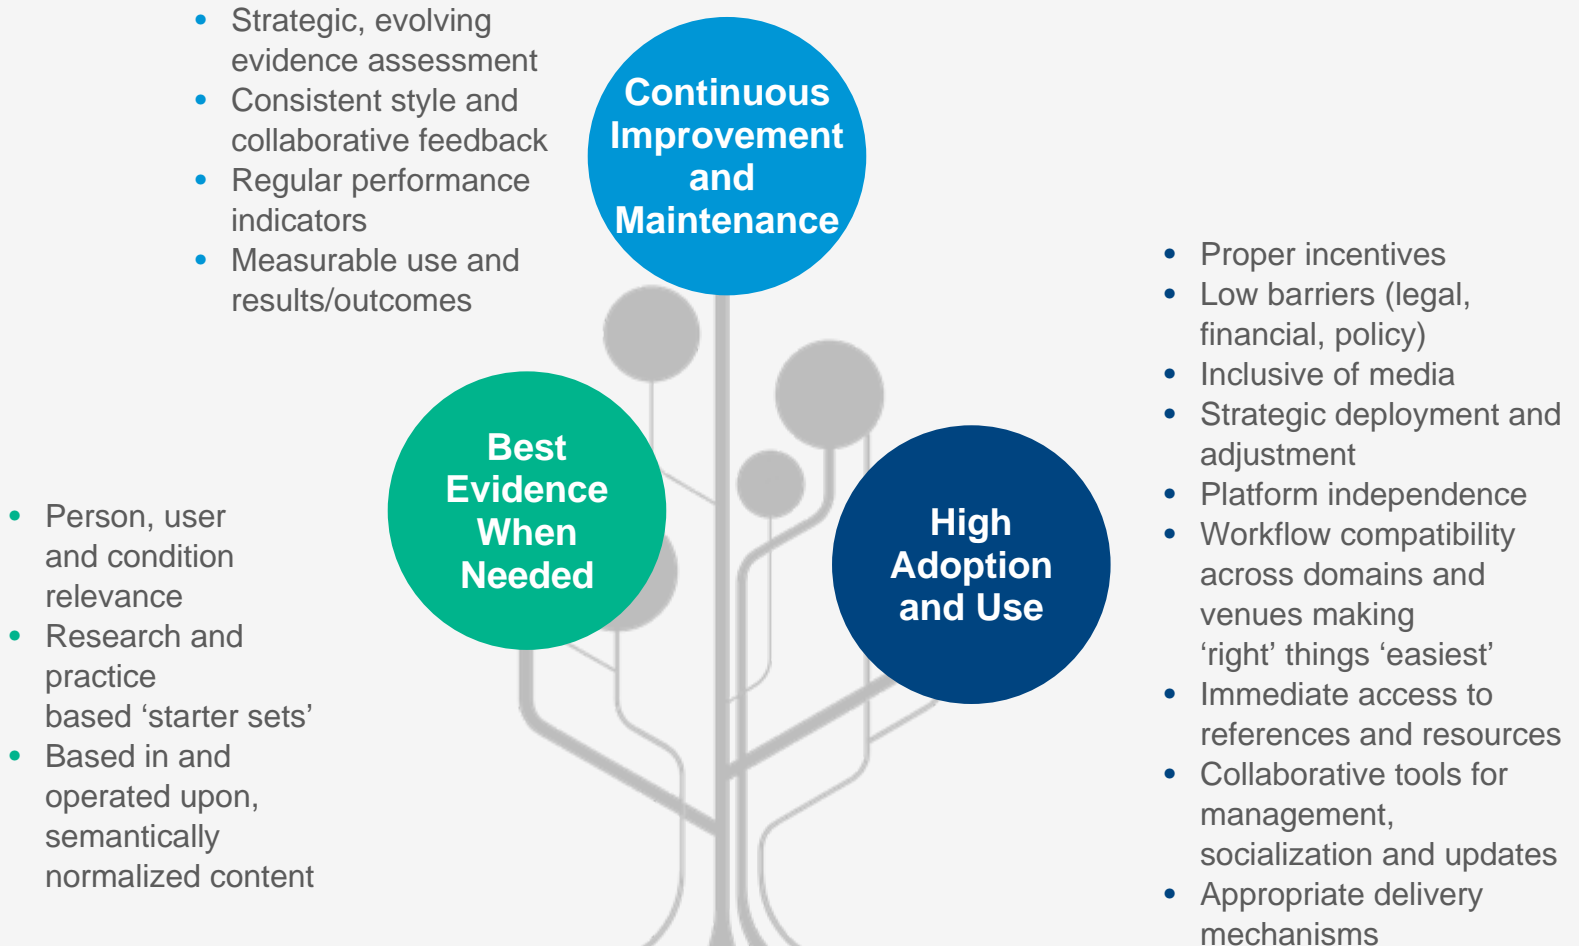 • Strategic, evolving
evidence assessment
• Consistent style and
collaborative feedback
• Regular performance
indicators
• Measurable use and
results/outcomes
Continuous
Improvement
and
Maintenance
Best
Evidence
When
Needed
• Person, user
and condition
relevance
• Research and
practice
based ‘starter sets’
• Based in and
operated upon,
semantically
normalized content
High
Adoption
and Use
• Proper incentives
• Low barriers (legal,
financial, policy)
• Inclusive of media
• Strategic deployment and
adjustment
• Platform independence
• Workflow compatibility
across domains and
venues making
‘right’ things ‘easiest’
• Immediate access to
references and resources
• Collaborative tools for
management,
socialization and updates
• Appropriate delivery
mechanisms